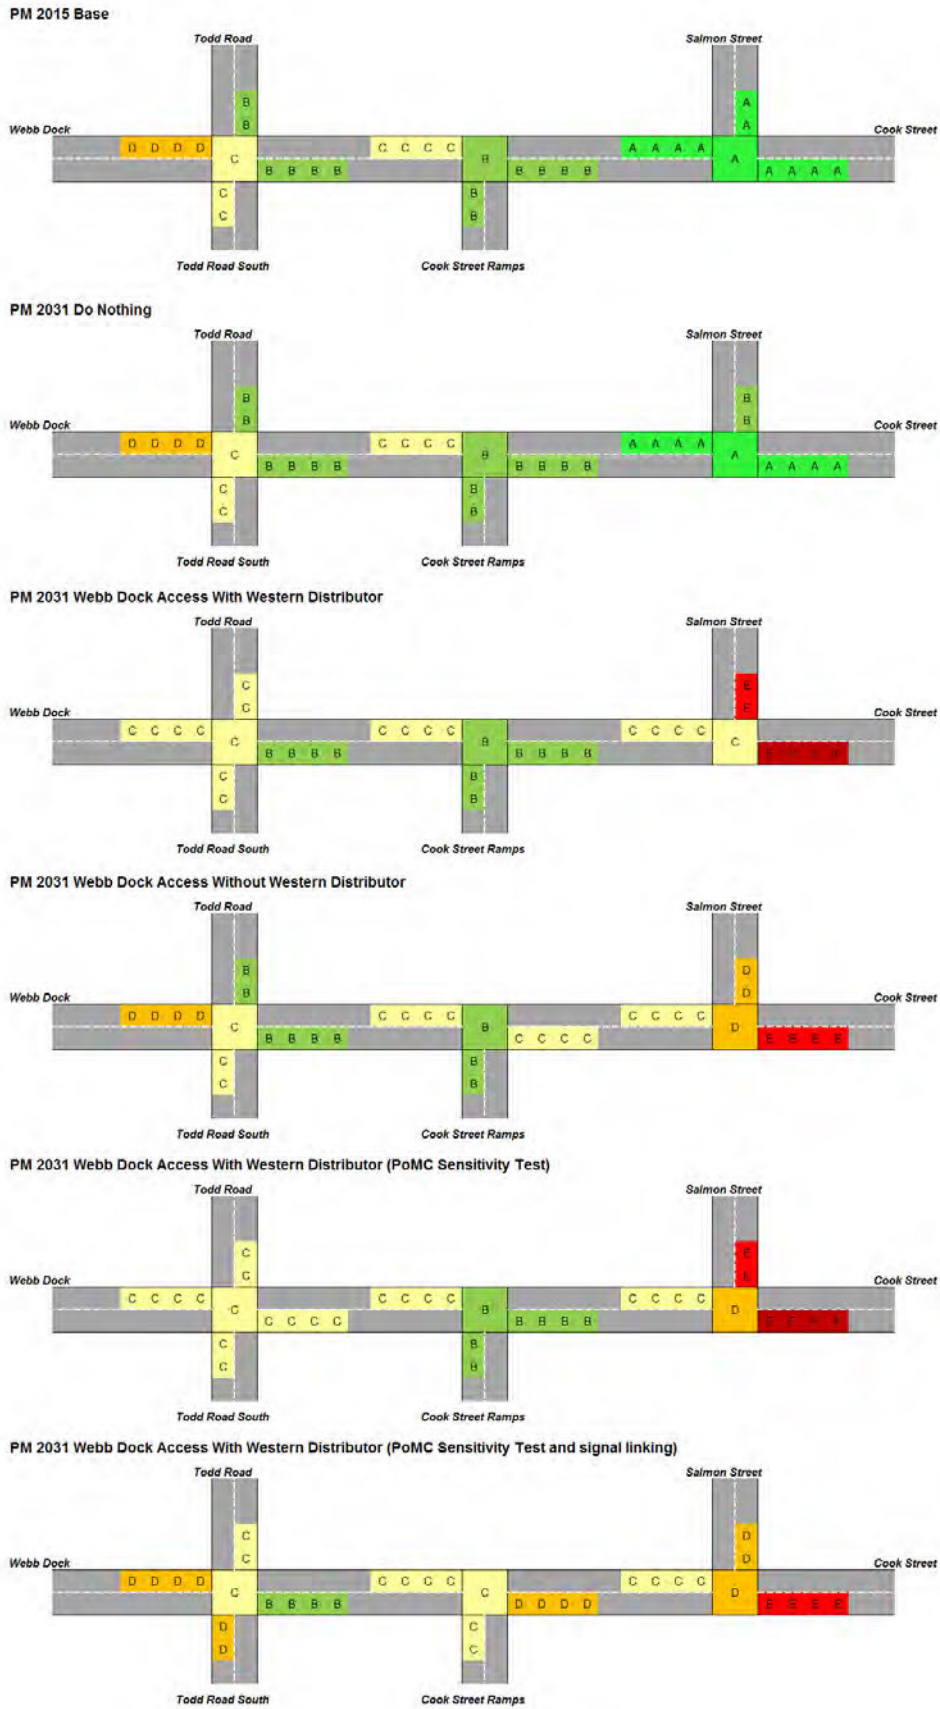 PM 2015 Base
Todd Road Salmon Street
B A
B A
Webb Dock Cook Street
D D D D C C C C A A A A
C B A
B B B B B B B B A A A A
C B
C B
Todd Road South Cook Street Ramps
PM 2031 Do Nothing
Todd Road Salmon Street
B B
B B
Webb Dock Cook Street
D D D D C C C C A A A A
C B A
B B B B B B B B A A A A
C B
C B
Todd Road South Cook Street Ramps
PM 2031 Webb Dock Access With Western Distributor
Todd Road Salmon Street
C E
C E
Webb Dock Cook Street
C C C C C C C C C C C C
C B C
B B B B B B B B
C B
C B
Todd Road South Cook Street Ramps
PM 2031 Webb Dock Access Without Western Distributor
Todd Road Salmon Street
B D
B D
Webb Dock Cook Street
D D D D C C C C C C C C
C B D
B B B B C C C C E E E E
C B
C B
Todd Road South Cook Street Ramps
PM 2031 Webb Dock Access With Western Distributor (PoMC Sensitivity Test)
Todd Road Salmon Street
C E
C E
Webb Dock Cook Street
C C C C C C C C C C C C
C B D
C C C C B B B B
C B
C B
Todd Road South Cook Street Ramps
PM 2031 Webb Dock Access With Western Distributor (PoMC Sensitivity Test and signal linking)
Todd Road Salmon Street
C D
C D
Webb Dock Cook Street
D D D D C C C C C C C C
C C D
B B B B D D D D E E E E
D C
D C
Todd Road South Cook Street Ramps